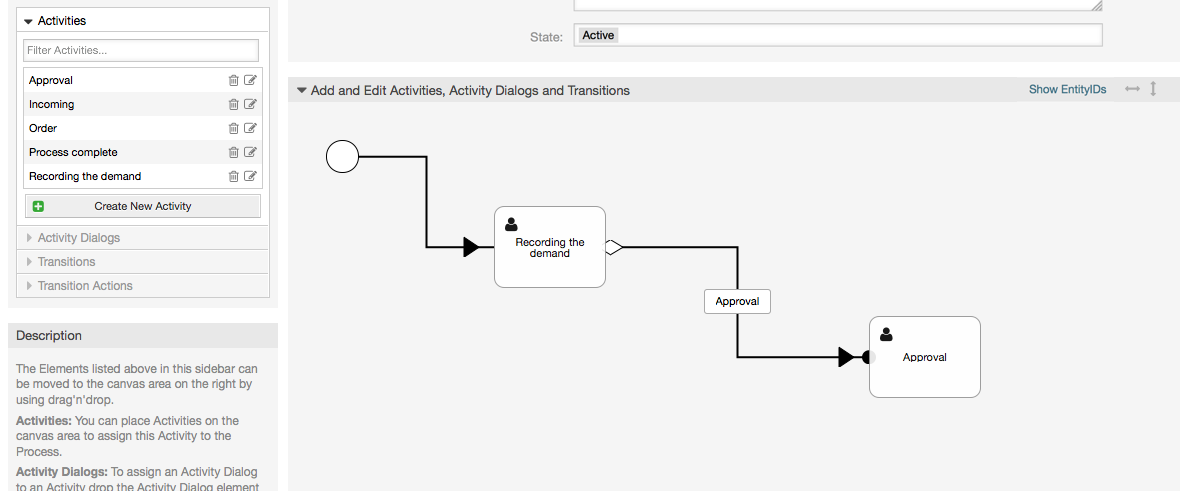 Activities
Filter Activities...
Approval
Incoming
Order
Process complete
Recording the demand
Create New Activity
Activity Dialogs
Transitions
Transition Actions
Description
The Elements listed above in this sidebar can
be moved to the canvas area on the right by
using drag'n'drop.
Activities: You can place Activities on the
canvas area to assign this Activity to the
Process.
Activity Dialogs: To assign an Activity Dialog
to an Activity drop the Activity Dialog element
State:
Active
Add and Edit Activities, Activity Dialogs and Transitions
Show EntityIDs
Recording the
demand
Approval
Approval